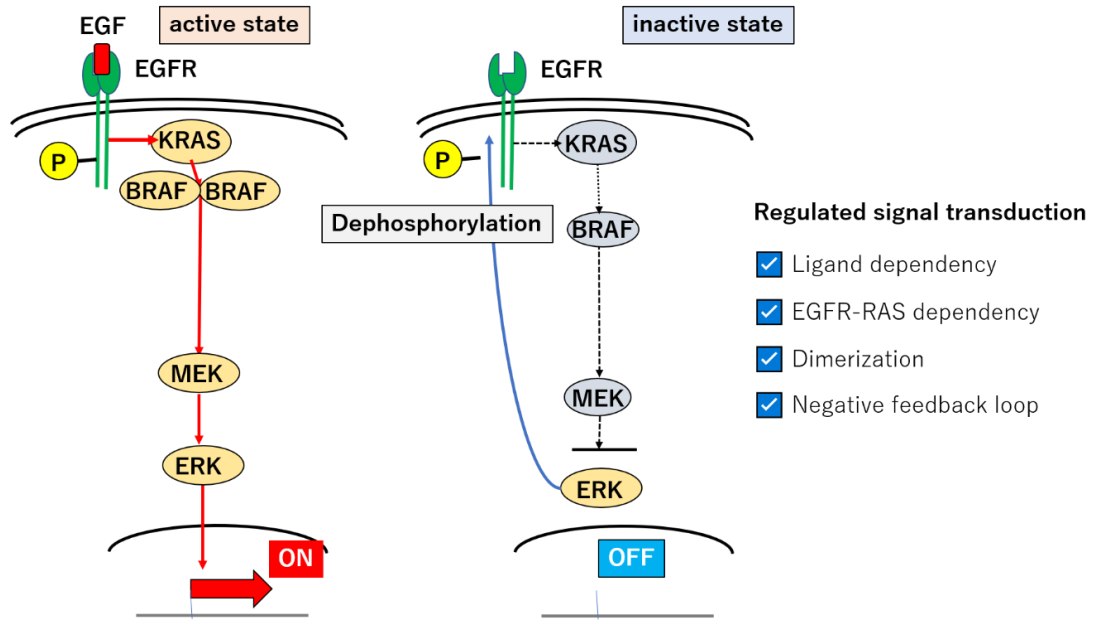 EGF
active state
EGFR
P
KRAS
BRAF
BRAF
MEK
ERK
ON
inactive state
EGFR
P
KRAS
Dephosphorylation
BRAF
MEK
ERK
OFF
Regulated signal transduction
Ligand dependency
EGFR-RAS dependency
Dimerization
Negative feedback loop